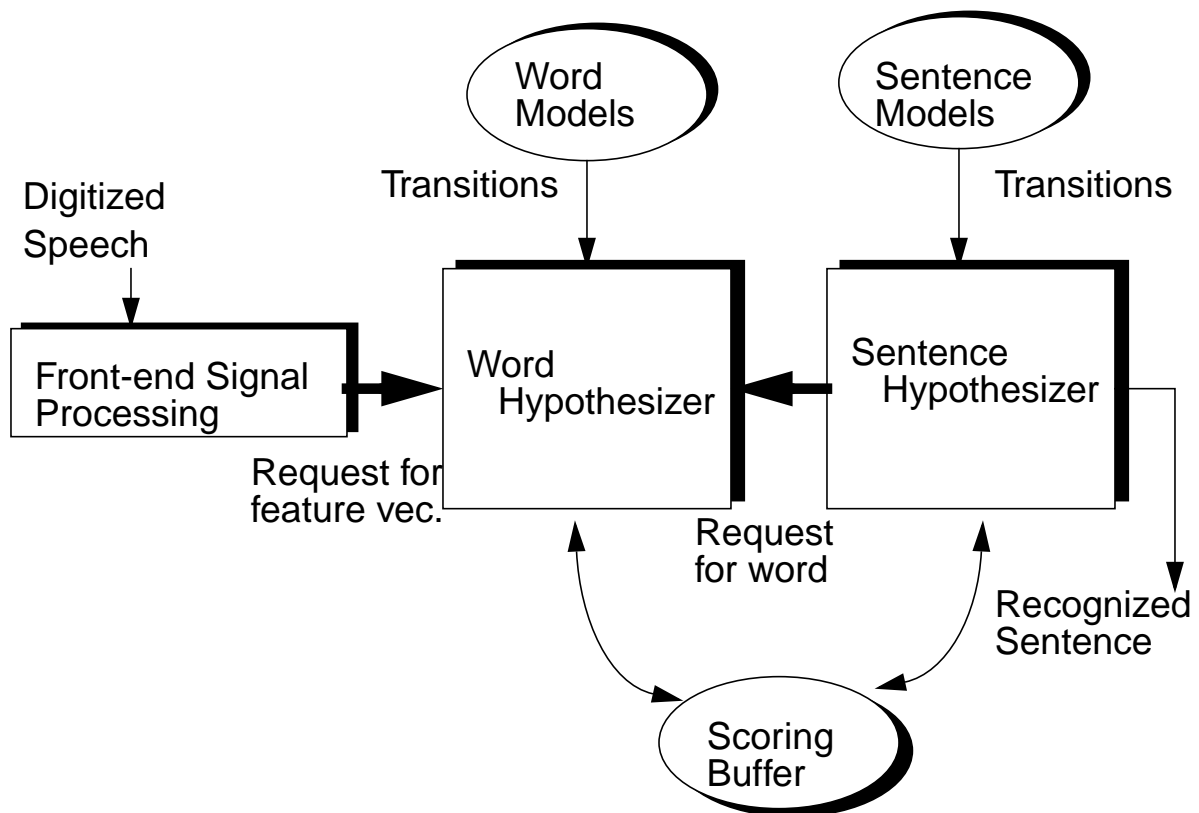 Word
Models
Sentence
Models
Transitions
Transitions
Digitized
Speech
Front-end Signal
Processing
Word
Hypothesizer
Sentence
Hypothesizer
Request for
feature vec.
Request
for word
Recognized
Sentence
Scoring
Buffer